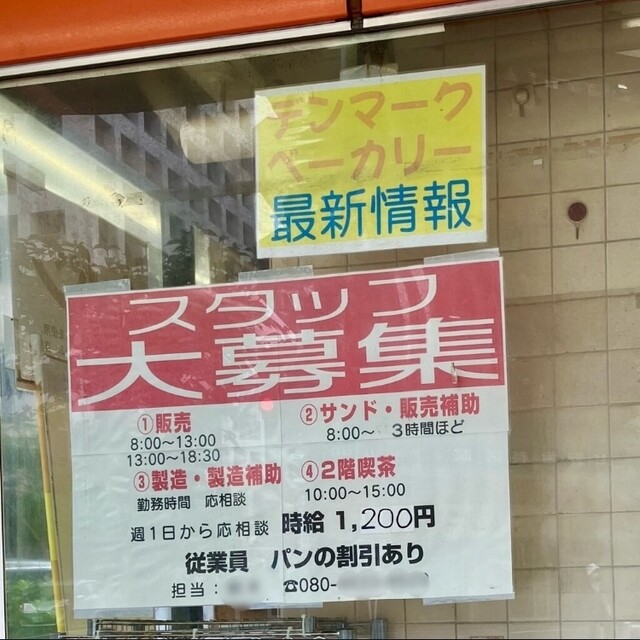 デンマーク
ベーカリー
最新情報
スタッフ
大募集
①販売
8:00～13:00
13:00～18:30
②サンド・販売補助
8:00～ 3時間ほど
③製造・製造補助
勤務時間 応相談
④2階喫茶
10:00～15:00
週1日から応相談 時給 1,200円
従業員 パンの割引あり
担当： ☎080-